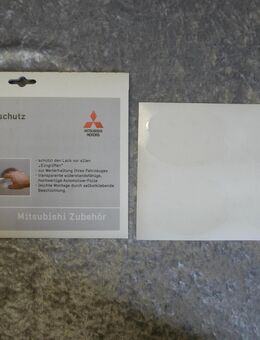 schutz
MITSUBISHI
MOTORS
- schützt den Lack vor allen
„Eingriffen"
- zur Werterhaltung Ihres Fahrzeuges
- transparente widerstandsfähige,
hochwertige Automotive-Folie
- leichte Montage durch selbstklebende
Beschichtung.
Mitsubishi Zubehör